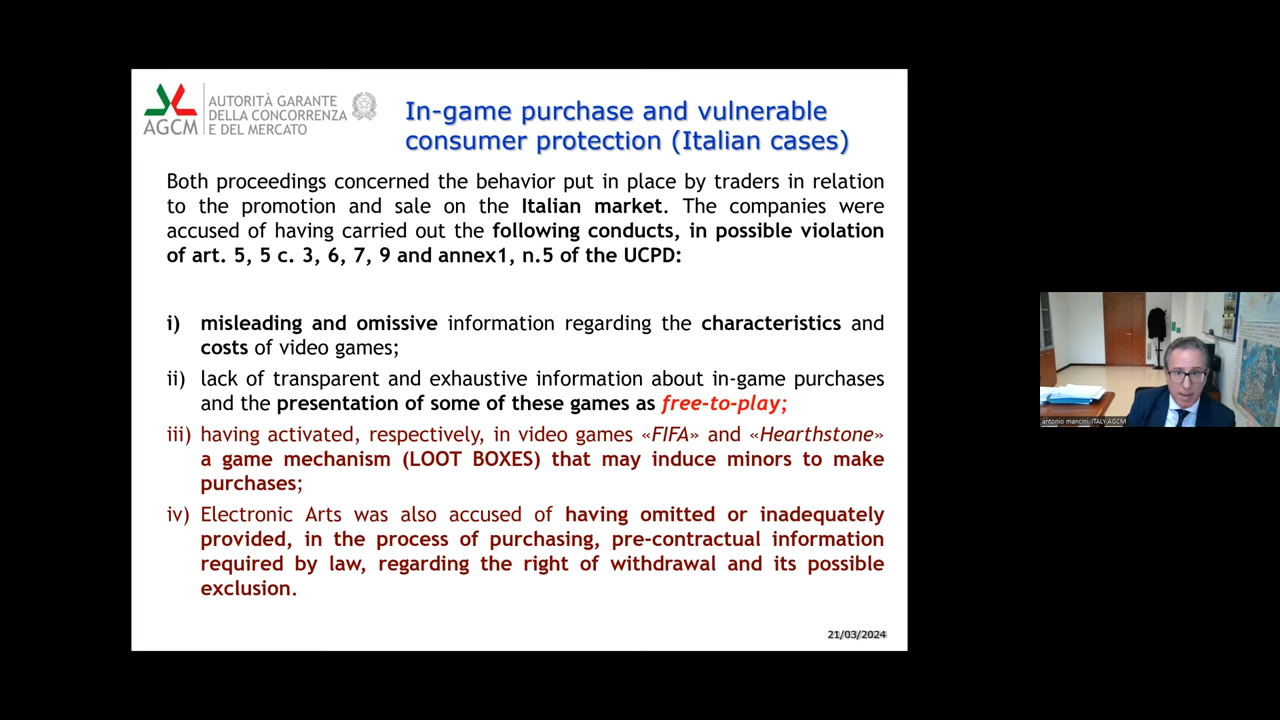 AGCM
AUTORITÀ GARANTE
DELLA CONCORRENZA
E DEL MERCATO
In-game purchase and vulnerable
consumer protection (Italian cases)
Both proceedings concerned the behavior put in place by traders in relation
to the promotion and sale on the Italian market. The companies were
accused of having carried out the following conducts, in possible violation
of art. 5, 5 c. 3, 6, 7, 9 and annex1, n.5 of the UCPD:
i) misleading and omissive information regarding the characteristics and
costs of video games;
ii) lack of transparent and exhaustive information about in-game purchases
and the presentation of some of these games as free-to-play;
iii) having activated, respectively, in video games «FIFA» and «Hearthstone»
a game mechanism (LOOT BOXES) that may induce minors to make
purchases;
iv) Electronic Arts was also accused of having omitted or inadequately
provided, in the process of purchasing, pre-contractual information
required by law, regarding the right of withdrawal and its possible
exclusion.
21/03/2024
antonio mancini ITALY AGCM